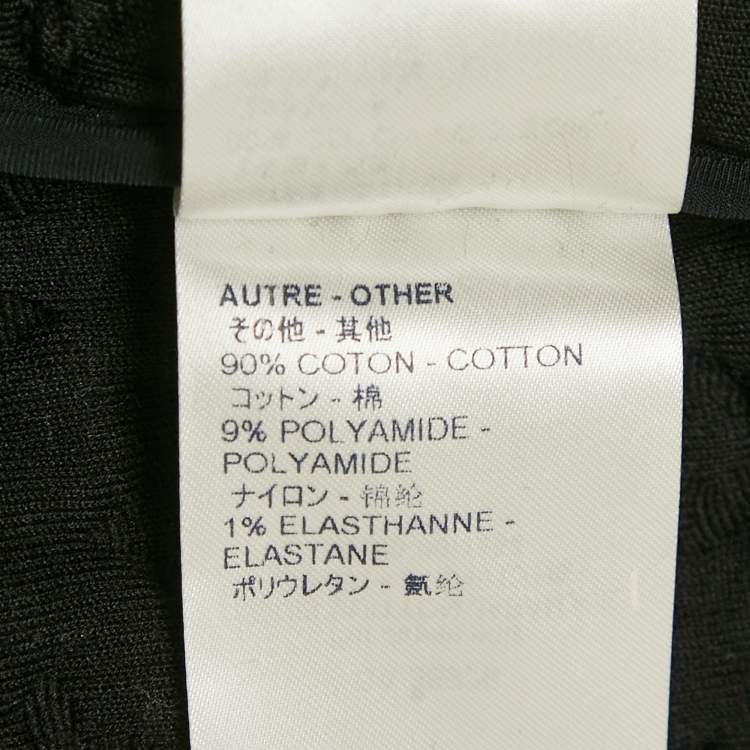 AUTRE - OTHER
その他 - 其他
90% COTON - COTTON
コットン - 棉
9% POLYAMIDE -
POLYAMIDE
ナイロン - 锦纶
1% ELASTHANNE -
ELASTANE
ポリウレタン - 氨纶